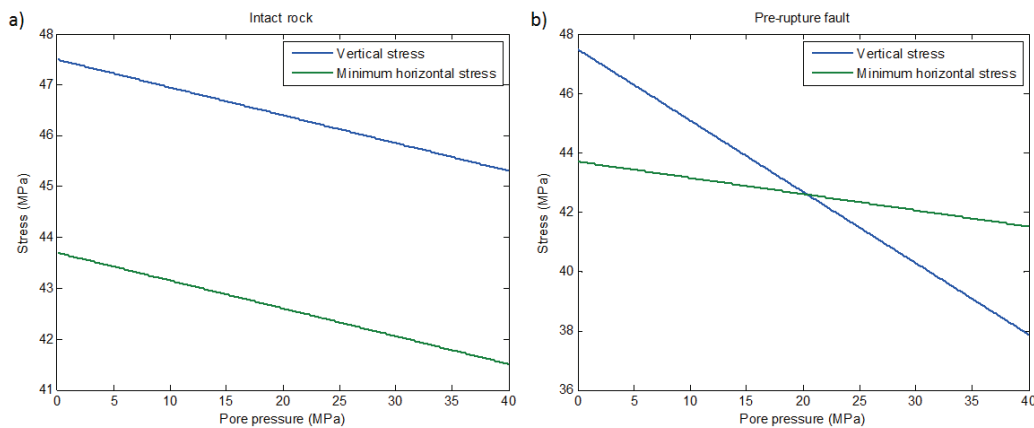 a)
Intact rock
48
47
46
45
44
43
42
41
Stress (MPa)
Vertical stress
Minimum horizontal stress
0 5 10 15 20 25 30 35 40
Pore pressure (MPa)
b)
Pre-rupture fault
48
46
44
42
40
38
36
Stress (MPa)
Vertical stress
Minimum horizontal stress
0 5 10 15 20 25 30 35 40
Pore pressure (MPa)